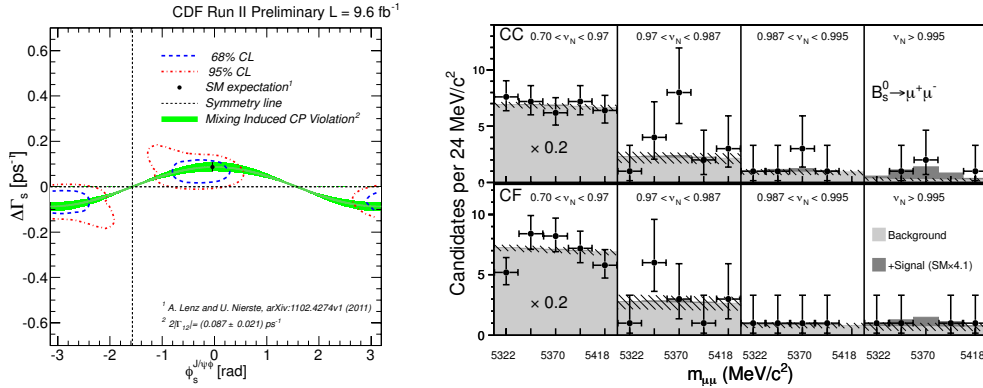 CDF Run II Preliminary L = 9.6 fb⁻¹
ΔΓₛ [ps⁻¹]
0.6
0.4
0.2
0
-0.2
-0.4
-0.6
68% CL
95% CL
SM expectation¹
Symmetry line
Mixing Induced CP Violation²
¹ A. Lenz and U. Nierste, arXiv:1102.4274v1 (2011)
² 2|Γ₁₂|= (0.087 ± 0.021) ps⁻¹
-3 -2 -1 0 1 2 3
ϕₛ^J/ψϕ [rad]
Candidates per 24 MeV/c²
CC 0.70 < νN < 0.97 0.97 < νN < 0.987 0.987 < νN < 0.995 νN > 0.995
10
5
0
Bₛ⁰→μ⁺μ⁻
× 0.2
CF 0.70 < νN < 0.97 0.97 < νN < 0.987 0.987 < νN < 0.995 νN > 0.995
10
5
0
Background
+Signal (SM×4.1)
× 0.2
5322 5370 5418 5322 5370 5418 5322 5370 5418 5322 5370 5418
mμμ (MeV/c²)